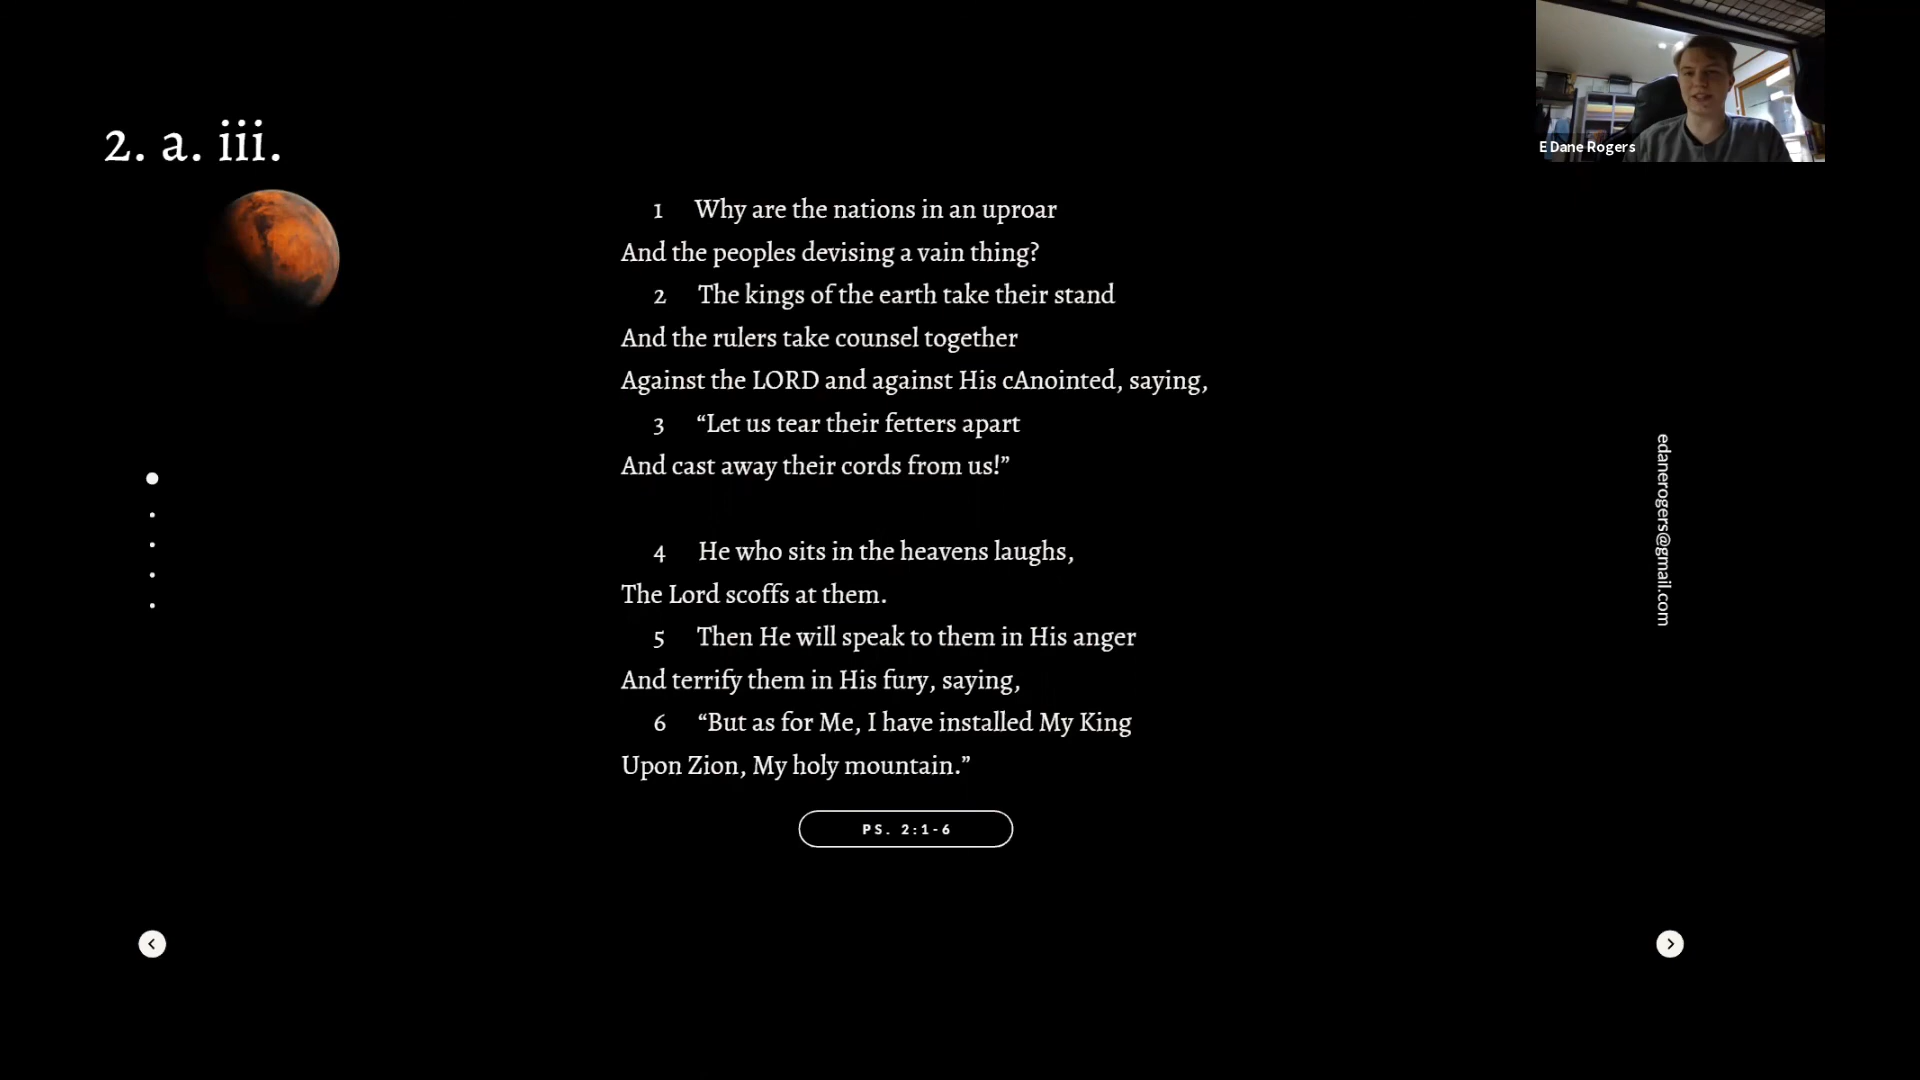 2. a. iii.
E Dane Rogers
1 Why are the nations in an uproar
And the peoples devising a vain thing?
2 The kings of the earth take their stand
And the rulers take counsel together
Against the LORD and against His cAnointed, saying,
3 “Let us tear their fetters apart
And cast away their cords from us!”
4 He who sits in the heavens laughs,
The Lord scoffs at them.
5 Then He will speak to them in His anger
And terrify them in His fury, saying,
6 “But as for Me, I have installed My King
Upon Zion, My holy mountain.”
PS. 2:1-6
edanerogers@gmail.com